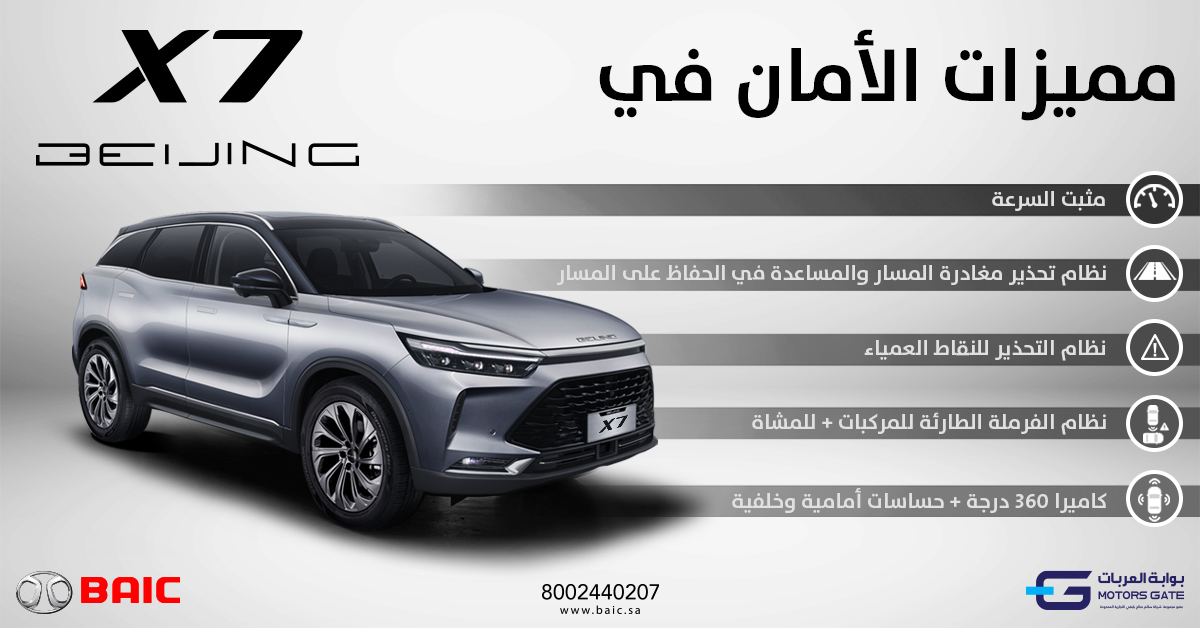 مميزات الأمان في
X7
BEIJING
مثبت السرعة
نظام تحذير مغادرة المسار والمساعدة في الحفاظ على المسار
نظام التحذير للنقاط العمياء
نظام الفرملة الطارئة للمركبات + للمشاة
كاميرا 360 درجة + حساسات أمامية وخلفية
BEIJING
X7
BAIC
8002440207
www.baic.sa
بوابة العربات
MOTORS GATE